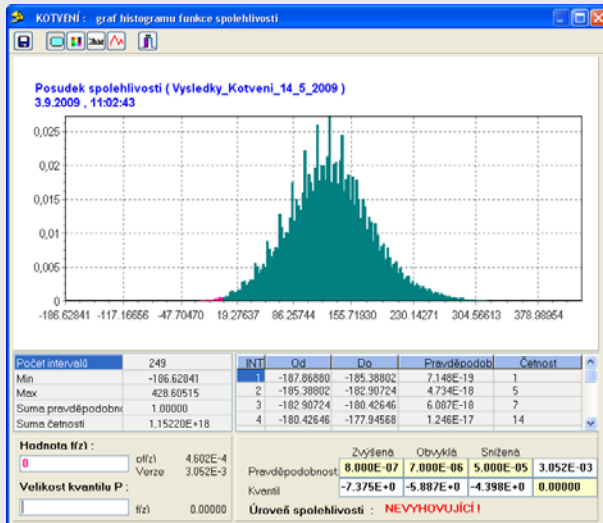 KOTVENÍ : graf histogramu funkce spolehlivosti
Posudek spolehlivosti ( Vysledky_Kotveni_14_5_2009 )
3.9.2009 , 11:02:43
0,025
0,02
0,015
0,01
0,005
0
-186.62841 -117.16656 -47.70470 19.27637 86.25744 155.71930 230.14271 304.56613 378.98954
Počet intervalů 249
Min -186.62841
Max 428.60515
Suma pravděpodobno 1.00000
Suma četností 1,15220E+18
INT Od Do Pravděpodob Četnost
1 -187.86880 -185.38802 7.148E-19 1
2 -185.38802 -182.90724 4.734E-18 5
3 -182.90724 -180.42646 6.087E-18 7
4 -180.42646 -177.94568 1.246E-17 14
Hodnota f(z) :
0
p(f(z) 4.602E-4
Verze 3.052E-3
Velikost kvantilu P :
f(z) 0.00000
Zvýšená Obvyklá Snížená
Pravděpodobnost 8.000E-07 7.000E-06 5.000E-05 3.052E-03
Kvantil -7.375E+0 -5.887E+0 -4.398E+0 0.00000
Úroveň spolehlivosti : NEVYHOVUJÍCÍ !